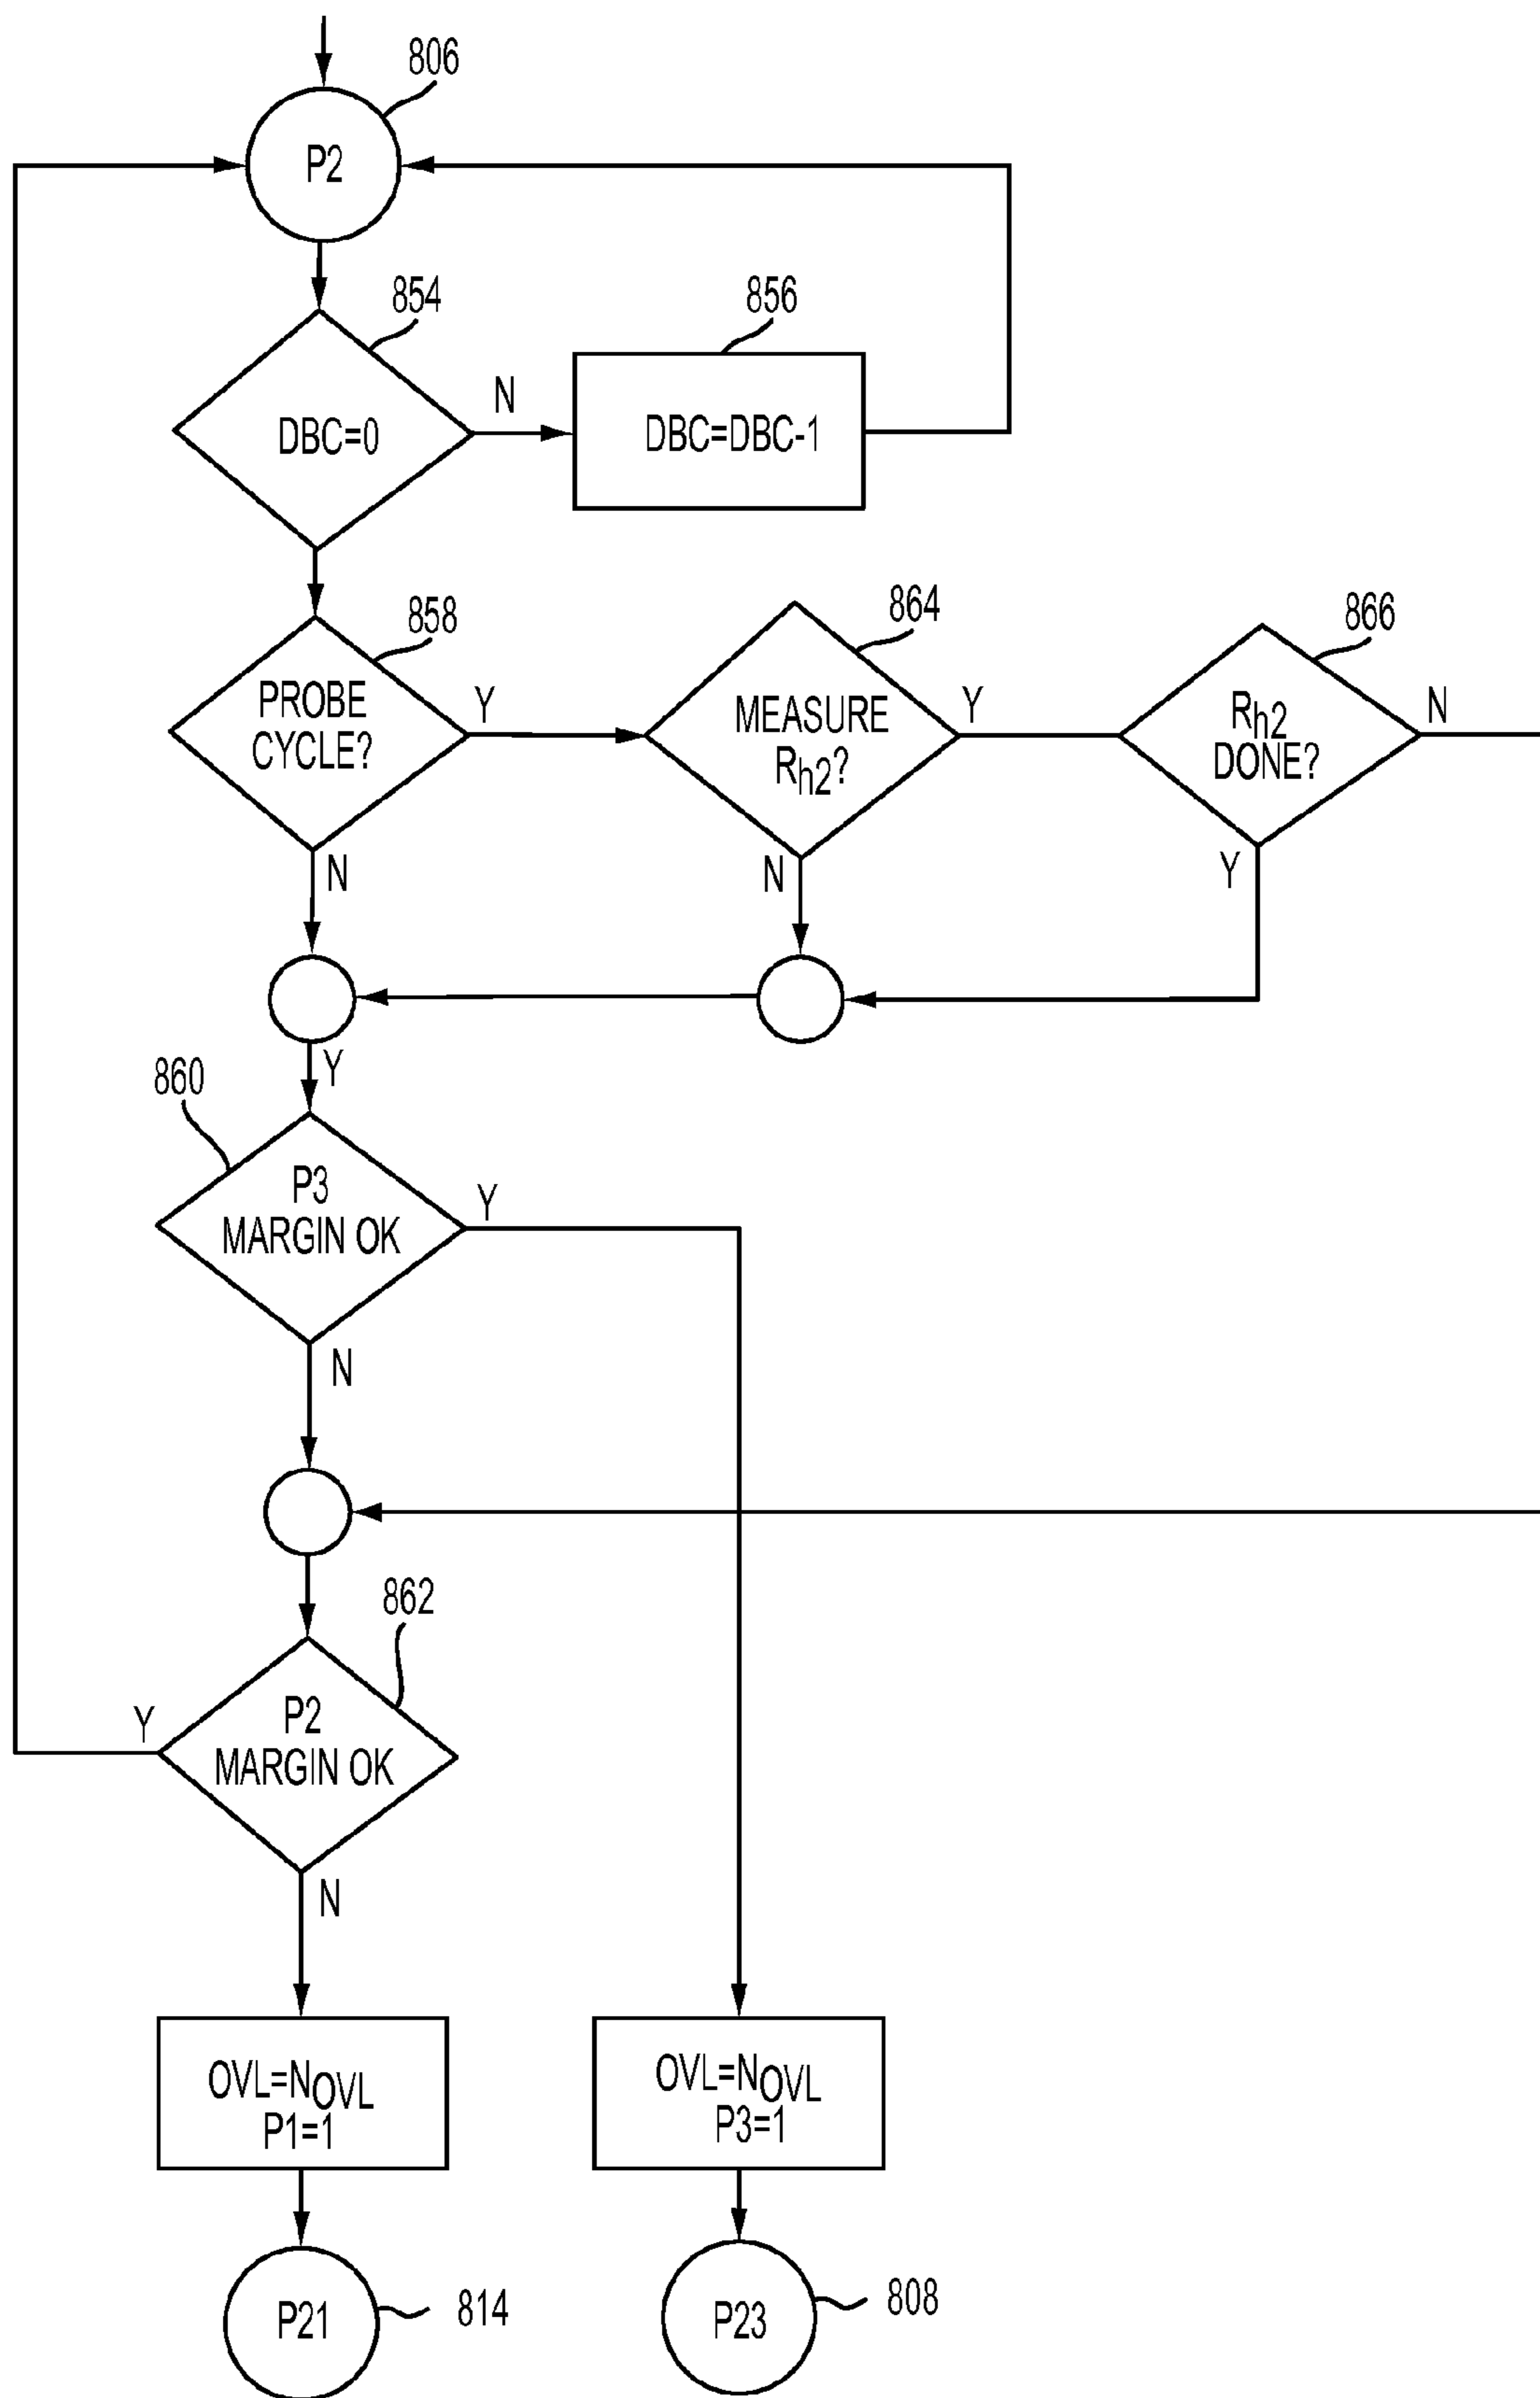 806
P2
854
856
DBC=0
N
DBC=DBC-1
858
864
866
PROBE
CYCLE?
Y
MEASURE
Rh2?
Y
Rh2
DONE?
N
N
N
Y
Y
860
P3
MARGIN OK
Y
N
862
P2
MARGIN OK
Y
N
OVL=NOVL
P1=1
OVL=NOVL
P3=1
P21
814
P23
808